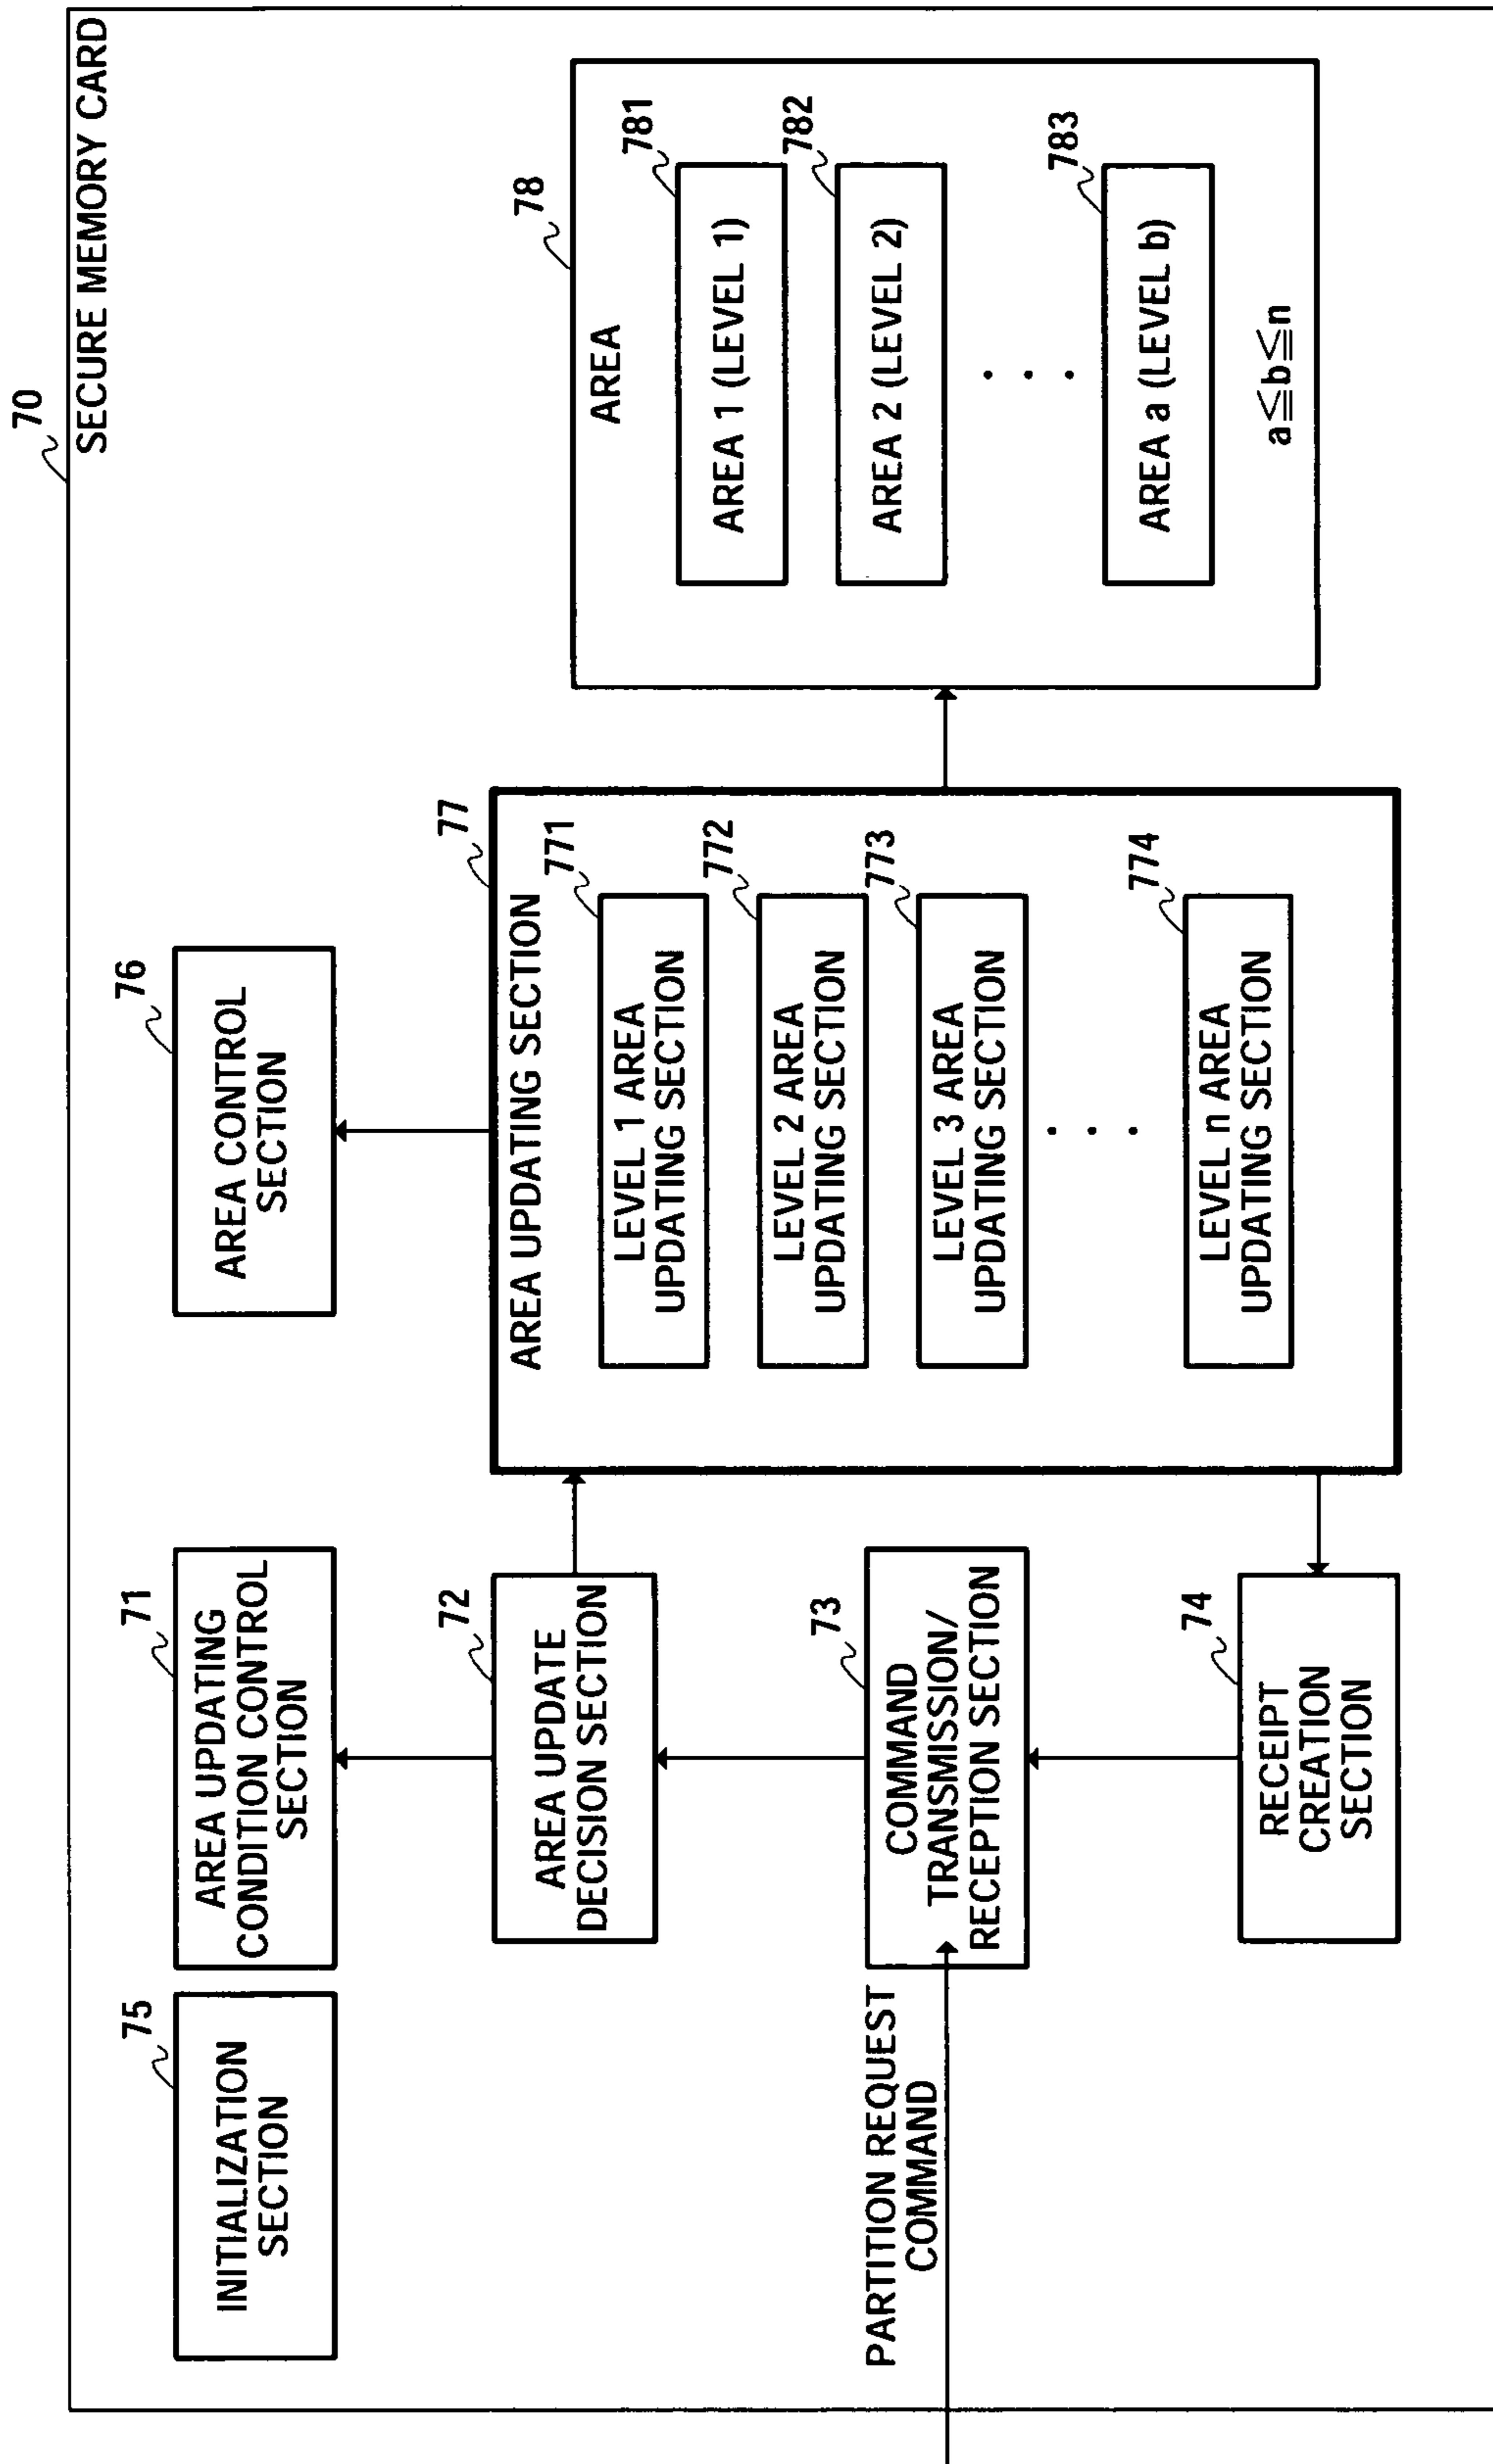 70
SECURE MEMORY CARD
75
INITIALIZATION
SECTION
71
AREA UPDATING
CONDITION CONTROL
SECTION
76
AREA CONTROL
SECTION
72
AREA UPDATE
DECISION SECTION
PARTITION REQUEST
COMMAND
73
COMMAND
TRANSMISSION/
RECEPTION SECTION
74
RECEIPT
CREATION
SECTION
77
AREA UPDATING SECTION
771
LEVEL 1 AREA
UPDATING SECTION
772
LEVEL 2 AREA
UPDATING SECTION
773
LEVEL 3 AREA
UPDATING SECTION
· · ·
774
LEVEL n AREA
UPDATING SECTION
78
AREA
781
AREA 1 (LEVEL 1)
782
AREA 2 (LEVEL 2)
· · ·
783
AREA a (LEVEL b)
a≦b≦n